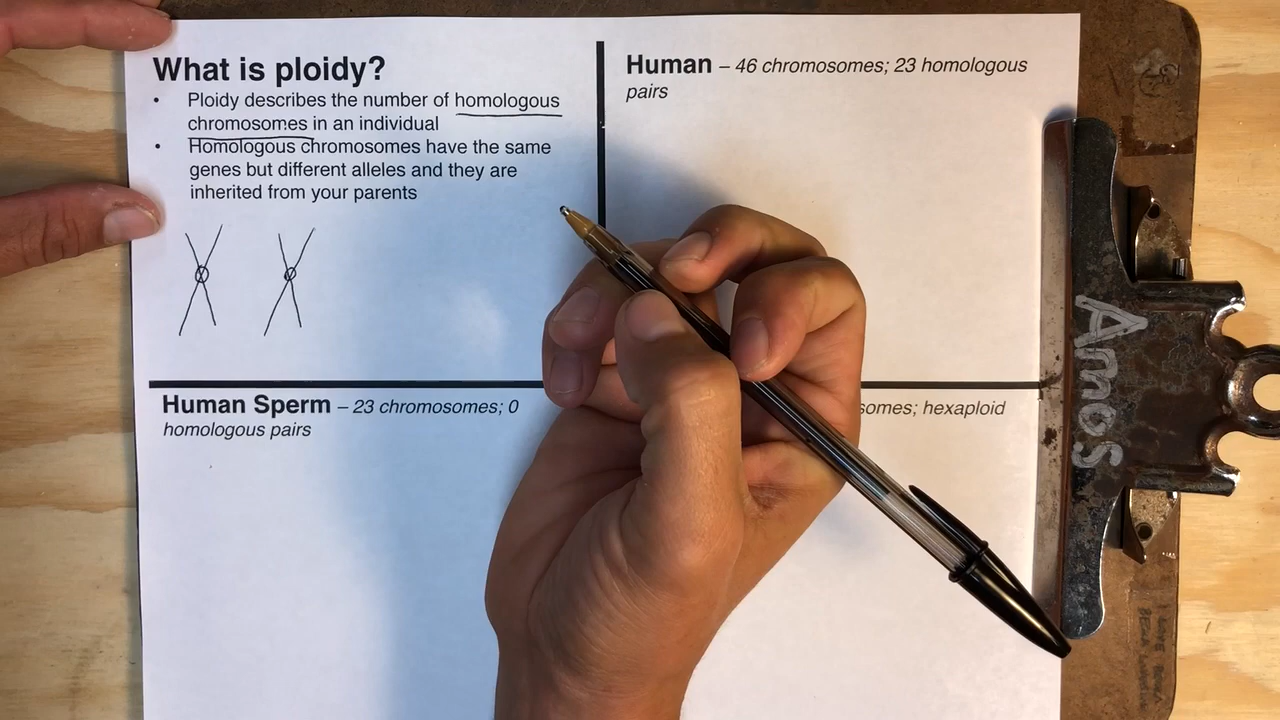 What is ploidy?
• Ploidy describes the number of homologous
chromosomes in an individual
• Homologous chromosomes have the same
genes but different alleles and they are
inherited from your parents
Human – 46 chromosomes; 23 homologous
pairs
Human Sperm – 23 chromosomes; 0
homologous pairs
somes; hexaploid
Amos